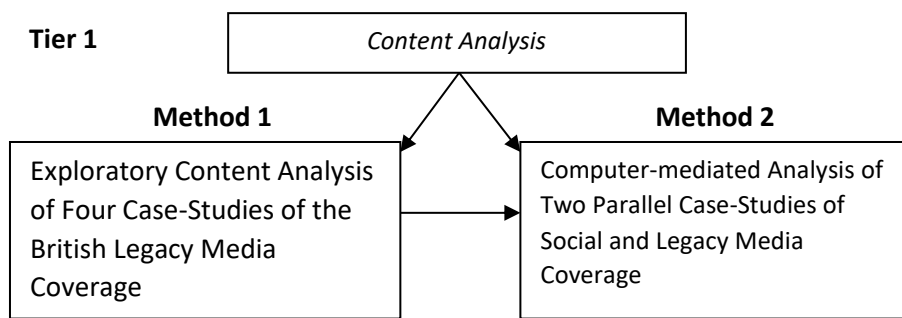 Tier 1
Content Analysis
Method 1
Method 2
Exploratory Content Analysis
of Four Case-Studies of the
British Legacy Media
Coverage
Computer-mediated Analysis of
Two Parallel Case-Studies of
Social and Legacy Media
Coverage